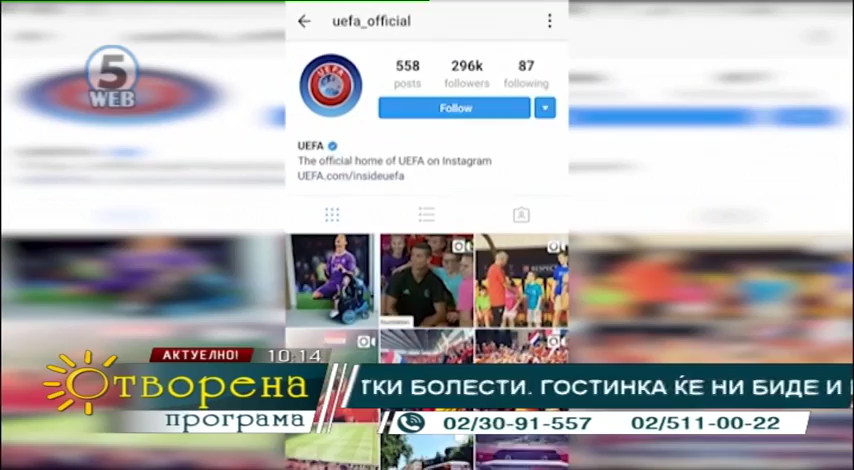 uefa_official
5
WEB
UEFA
558 296k 87
posts followers following
Follow
UEFA
The official home of UEFA on Instagram
UEFA.com/insideuefa
RESPECT
АКТУЕЛНО! 10:14
Отворена
програма
ТКИ БОЛЕСТИ. ГОСТИНКА ЌЕ НИ БИДЕ И
02/30-91-557 02/511-00-22